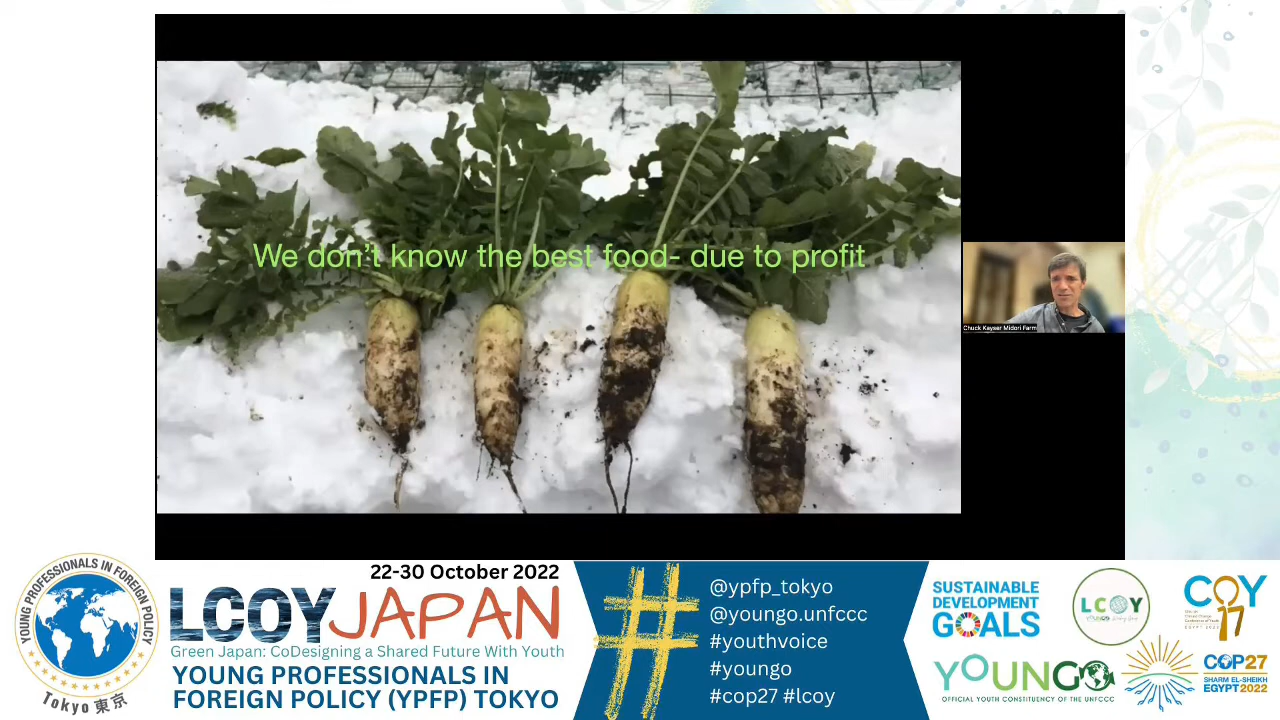 We don't know the best food- due to profit
Chuck Kayser Midori Farm
22-30 October 2022
YOUNG PROFESSIONALS IN FOREIGN POLICY
Tokyo 東京
LCOY JAPAN
Green Japan: CoDesigning a Shared Future With Youth
YOUNG PROFESSIONALS IN
FOREIGN POLICY (YPFP) TOKYO
#
@ypfp_tokyo
@youngo.unfccc
#youthvoice
#youngo
#cop27 #lcoy
SUSTAINABLE
DEVELOPMENT
GOALS
LCOY
COY
17
YOUNGO
OFFICIAL YOUTH CONSTITUENCY OF THE UNFCCC
COP27
SHARM EL-SHEIKH
EGYPT2022